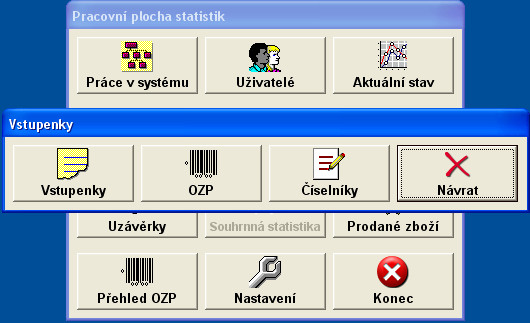 Pracovní plocha statistik
Práce v systému
Uživatelé
Aktuální stav
Vstupenky
Vstupenky
OZP
Číselníky
Návrat
Uzávěrky
Souhrnná statistika
Prodané zboží
Přehled OZP
Nastavení
Konec